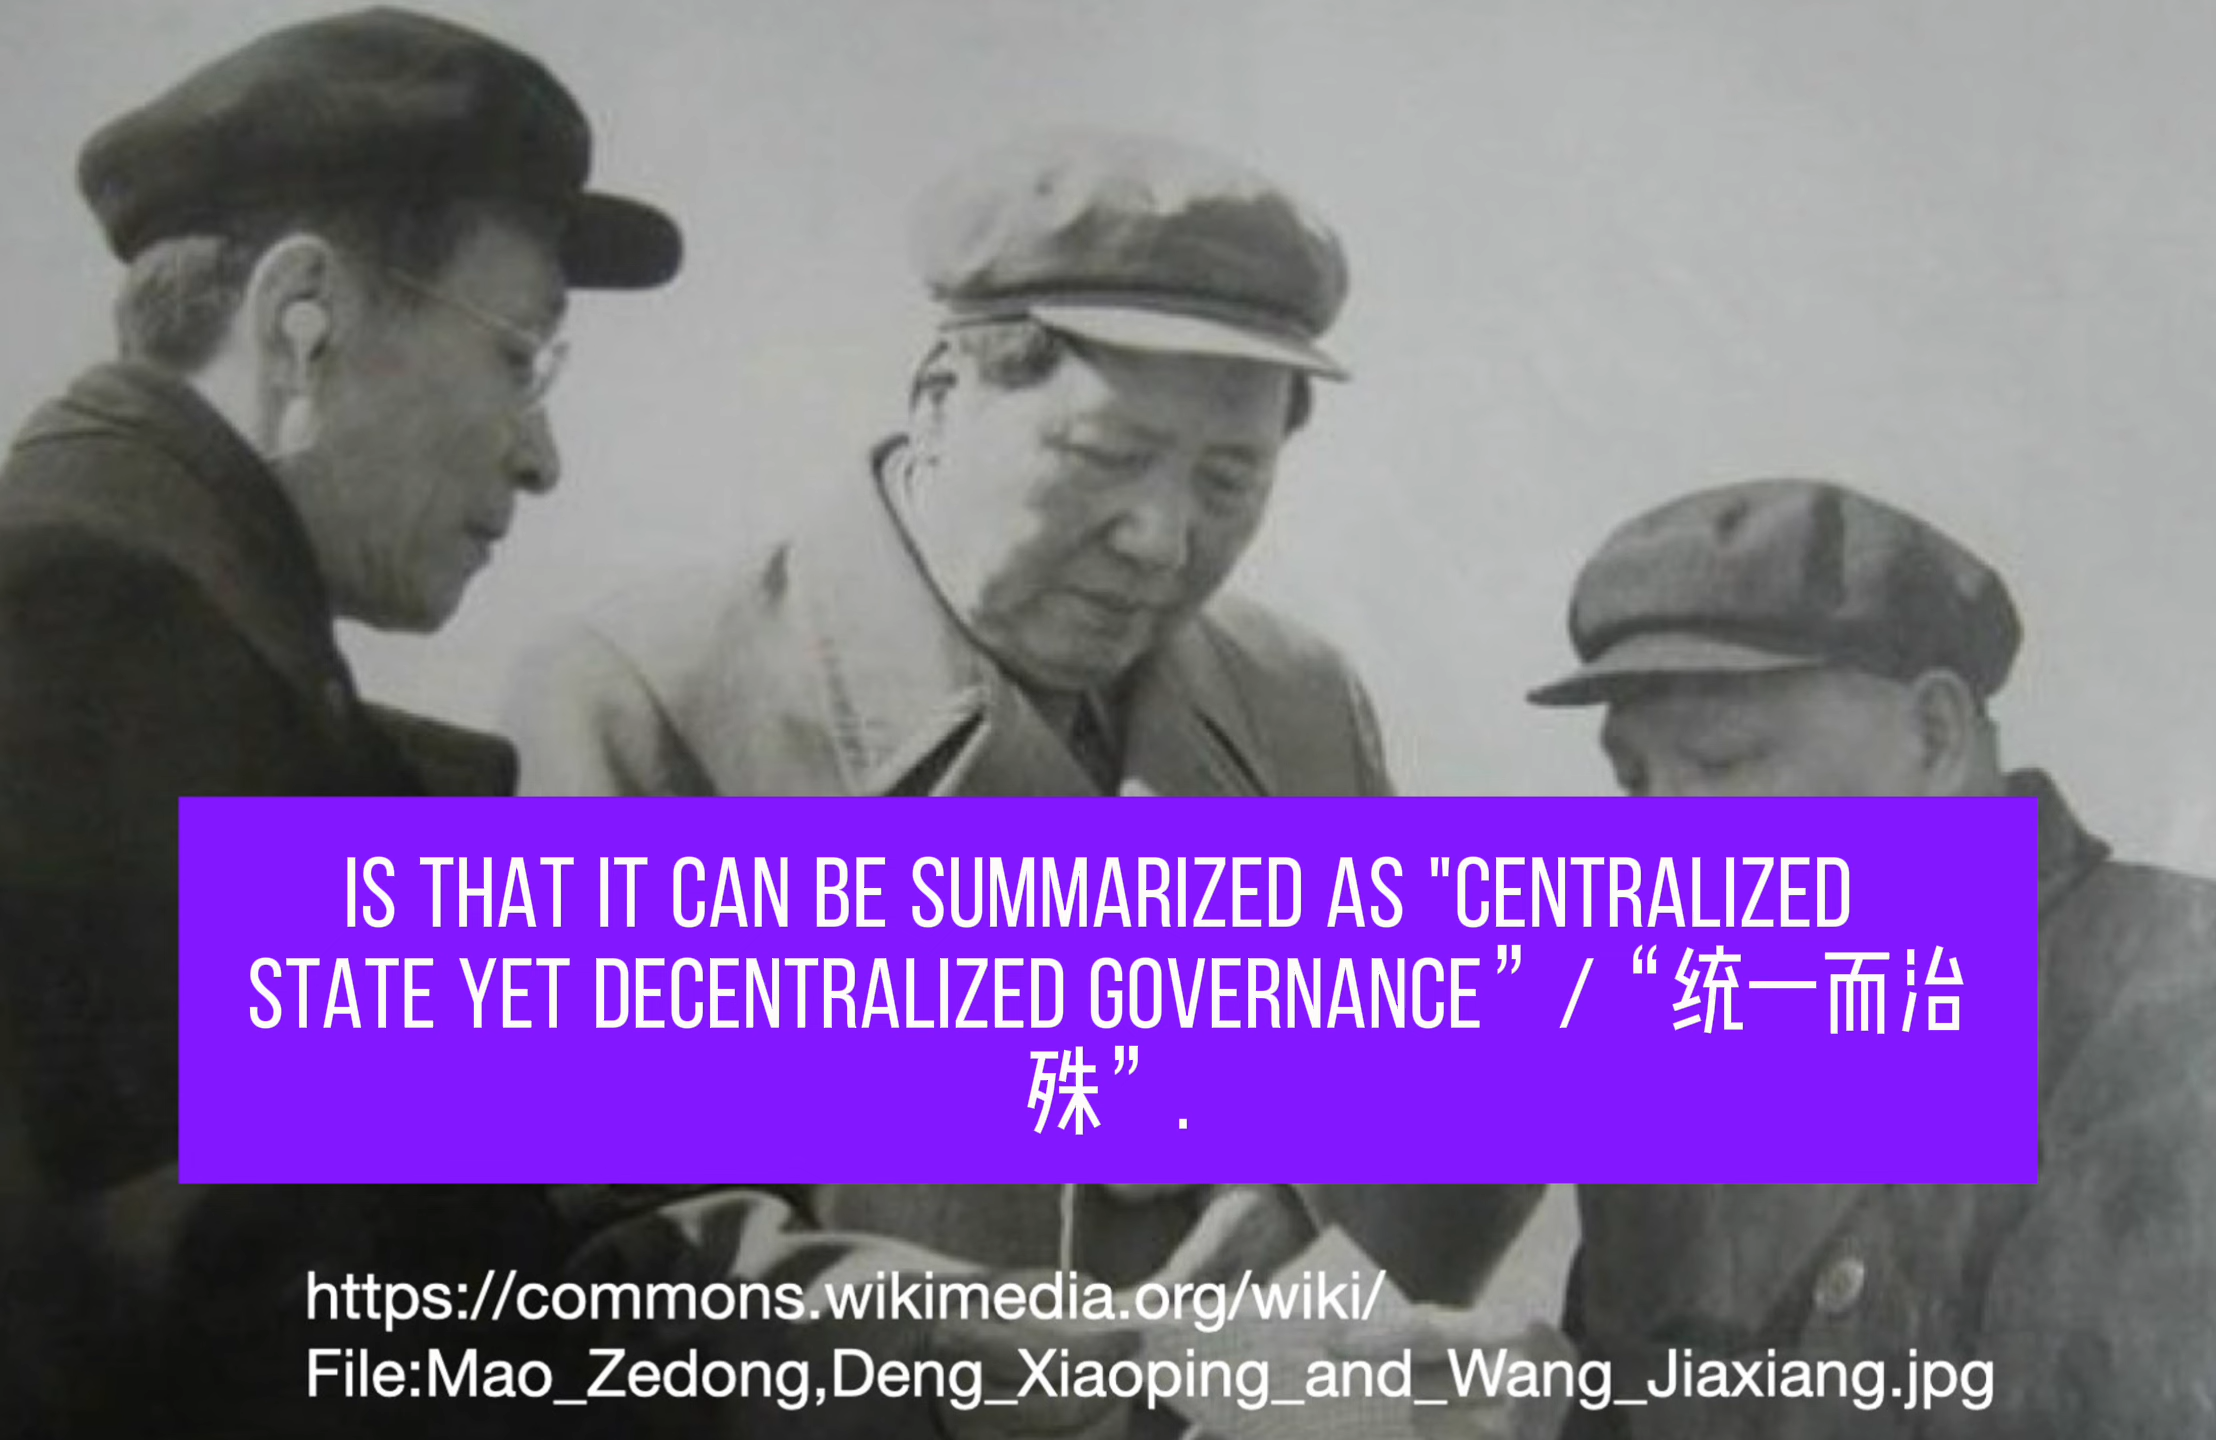 IS THAT IT CAN BE SUMMARIZED AS "CENTRALIZED
STATE YET DECENTRALIZED GOVERNANCE” / “统一而治
殊”.
https://commons.wikimedia.org/wiki/
File:Mao_Zedong,Deng_Xiaoping_and_Wang_Jiaxiang.jpg